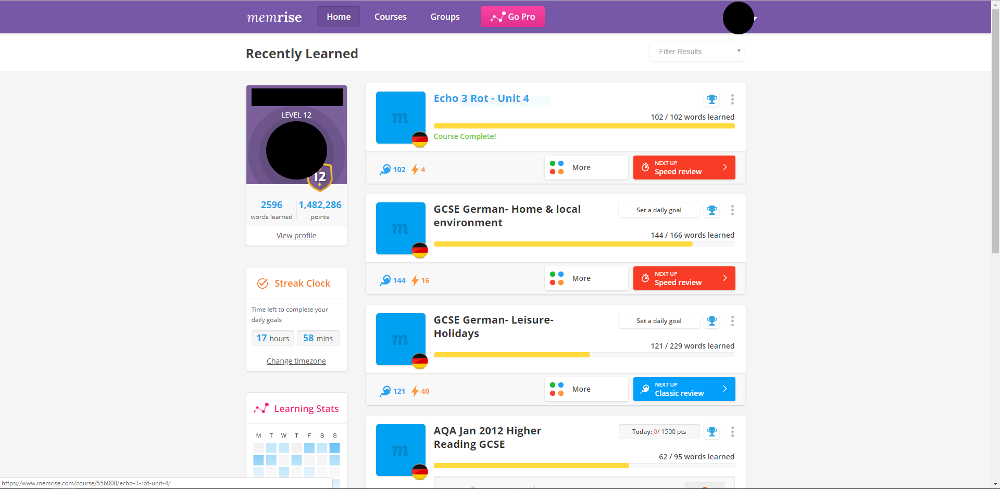 memrise
Home
Courses
Groups
Go Pro
Recently Learned
Filter Results
LEVEL 12
12
2596
words learned
1,482,286
points
View profile
Streak Clock
Time left to complete your
daily goals
17 hours
58 mins
Change timezone
Learning Stats
M T W T F S S
Echo 3 Rot - Unit 4
102 / 102 words learned
Course Complete!
m
102
4
More
NEXT UP
Speed review
GCSE German- Home & local
environment
Set a daily goal
144 / 166 words learned
m
144
16
More
NEXT UP
Speed review
GCSE German- Leisure-
Holidays
Set a daily goal
121 / 229 words learned
m
121
40
More
NEXT UP
Classic review
AQA Jan 2012 Higher
Reading GCSE
Today: 0/ 1500 pts
62 / 95 words learned
m
https://www.memrise.com/course/556000/echo-3-rot-unit-4/